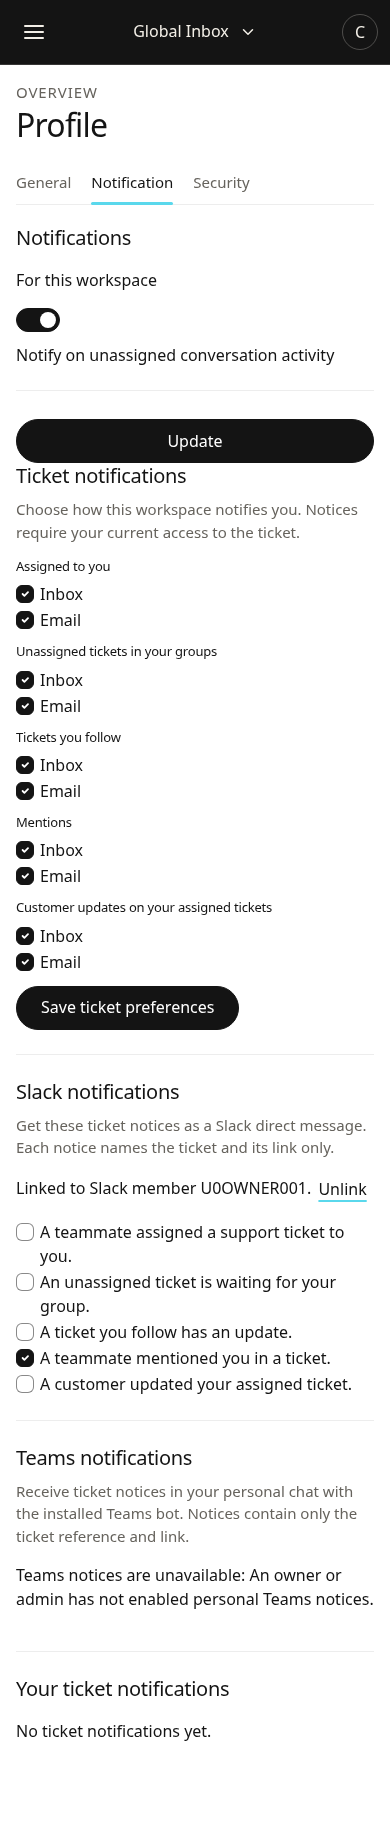 Global Inbox
C
OVERVIEW
Profile
General Notification Security
Notifications
For this workspace
Notify on unassigned conversation activity
Update
Ticket notifications
Choose how this workspace notifies you. Notices
require your current access to the ticket.
Assigned to you
Inbox
Email
Unassigned tickets in your groups
Inbox
Email
Tickets you follow
Inbox
Email
Mentions
Inbox
Email
Customer updates on your assigned tickets
Inbox
Email
Save ticket preferences
Slack notifications
Get these ticket notices as a Slack direct message.
Each notice names the ticket and its link only.
Linked to Slack member U0OWNER001. Unlink
A teammate assigned a support ticket to
you.
An unassigned ticket is waiting for your
group.
A ticket you follow has an update.
A teammate mentioned you in a ticket.
A customer updated your assigned ticket.
Teams notifications
Receive ticket notices in your personal chat with
the installed Teams bot. Notices contain only the
ticket reference and link.
Teams notices are unavailable: An owner or
admin has not enabled personal Teams notices.
Your ticket notifications
No ticket notifications yet.